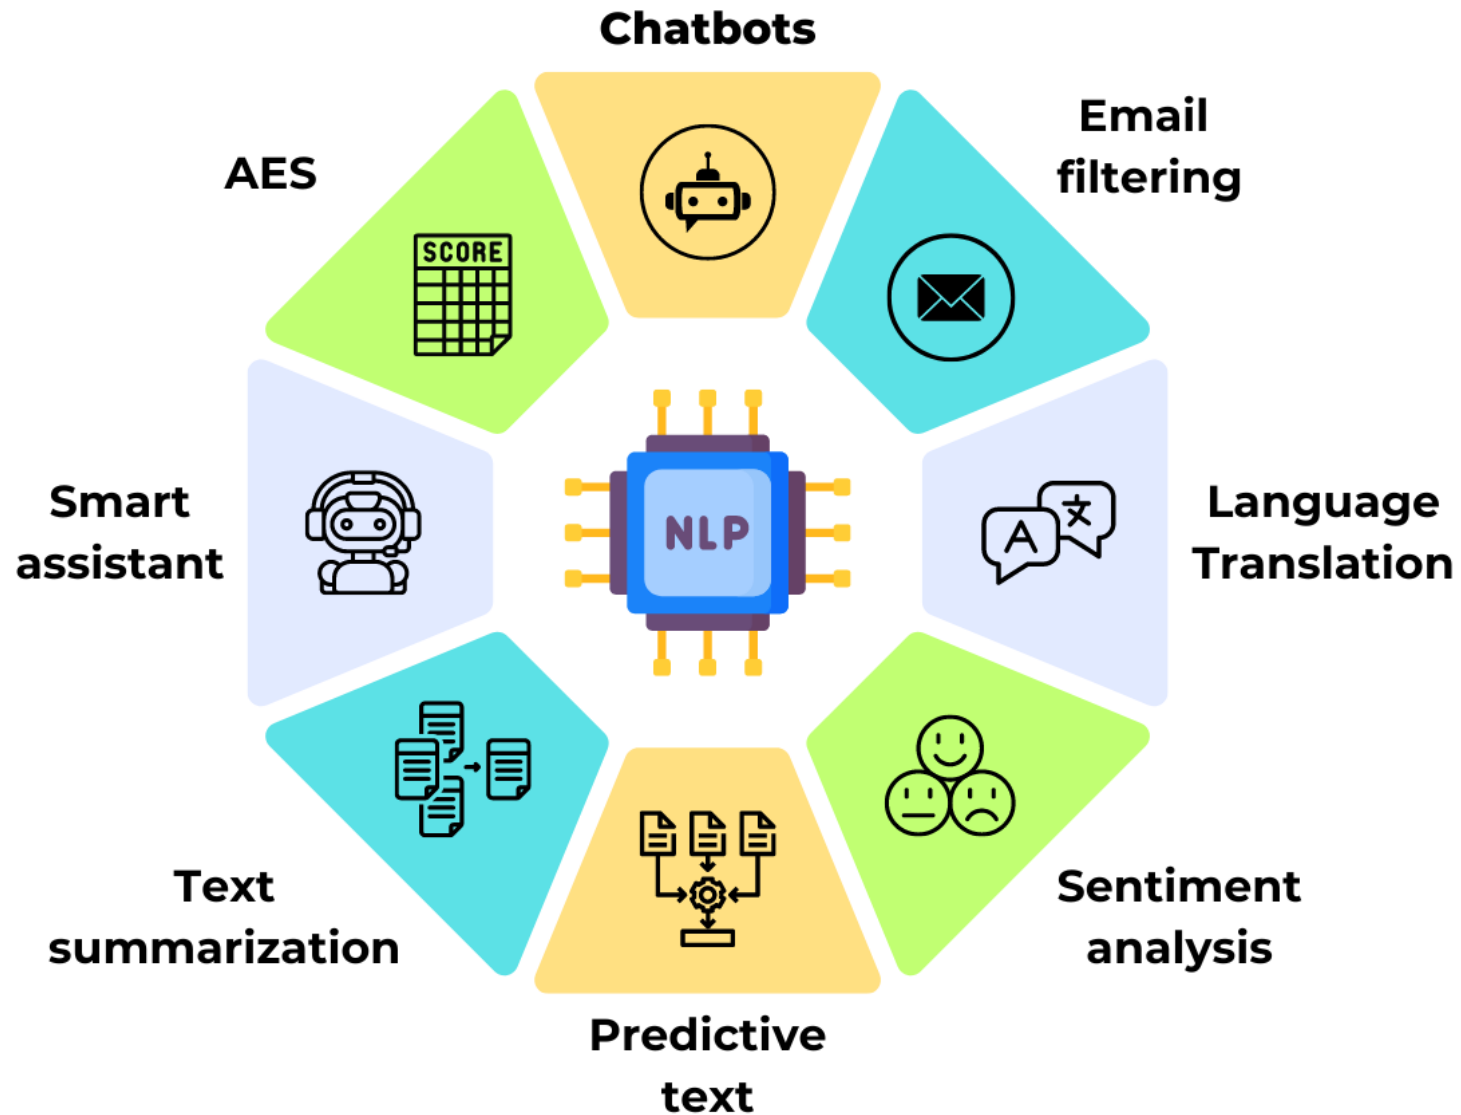 Chatbots
Email
filtering
AES
SCORE
NLP
Smart
assistant
A 文
Language
Translation
Text
summarization
Sentiment
analysis
Predictive
text